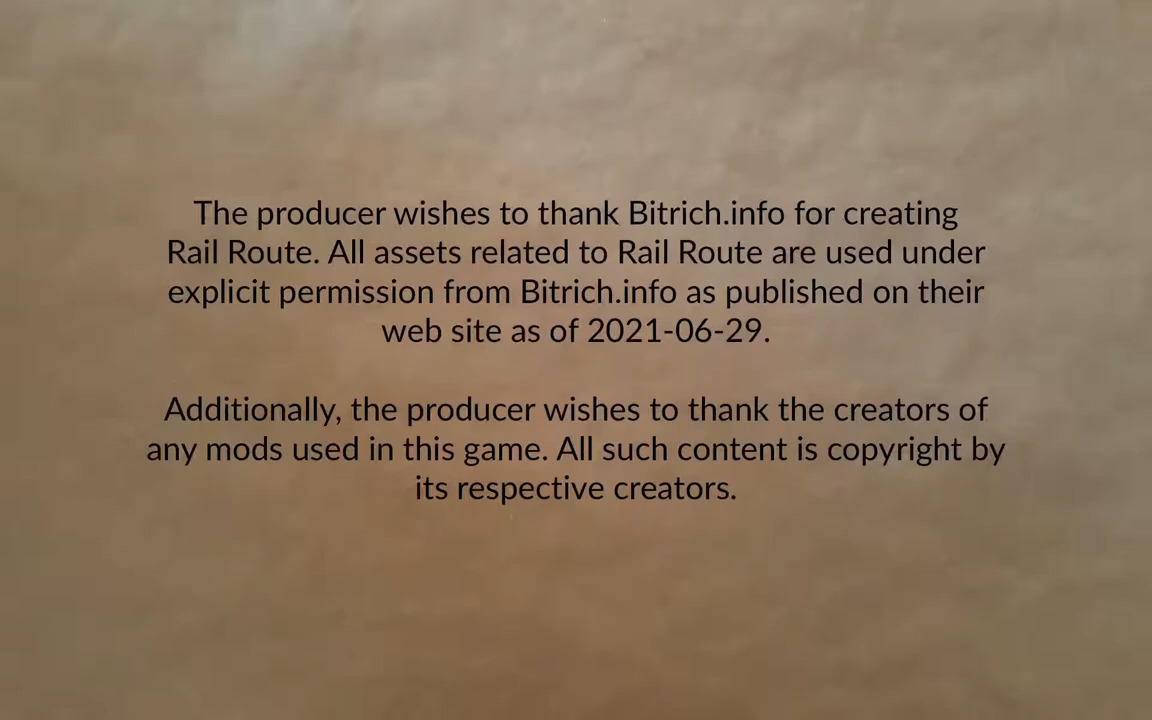 The producer wishes to thank Bitrich.info for creating
Rail Route. All assets related to Rail Route are used under
explicit permission from Bitrich.info as published on their
web site as of 2021-06-29.
Additionally, the producer wishes to thank the creators of
any mods used in this game. All such content is copyright by
its respective creators.